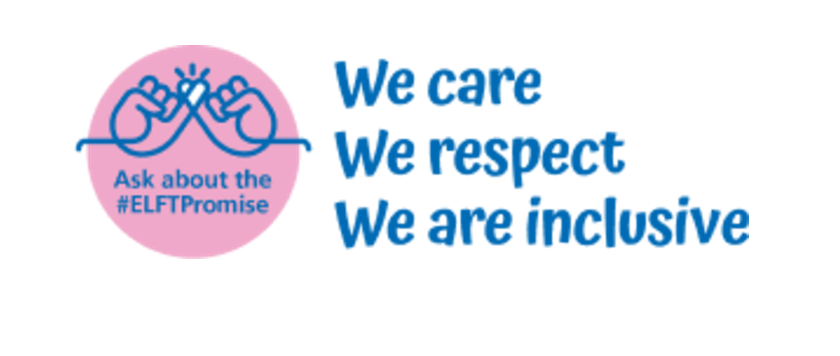 Ask about the
#ELFTPromise
We care
We respect
We are inclusive